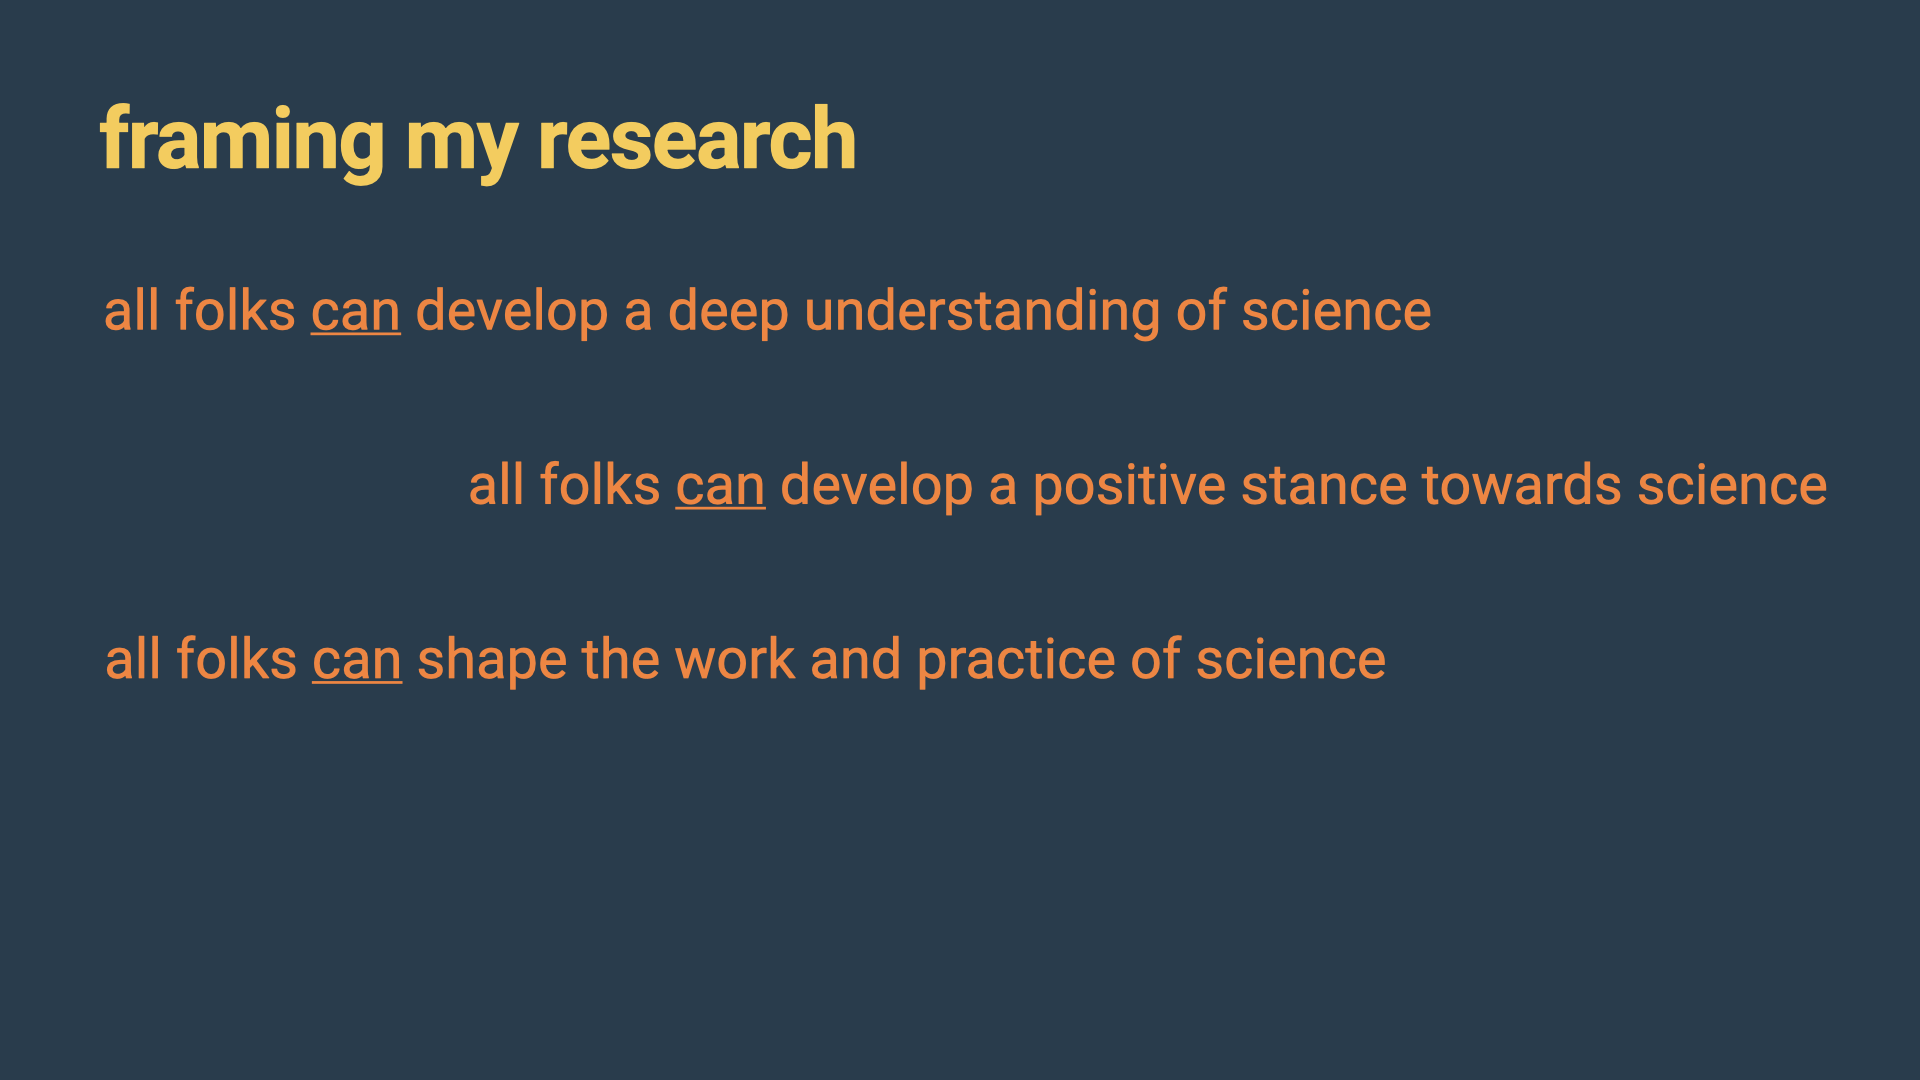 framing my research
all folks can develop a deep understanding of science
all folks can develop a positive stance towards science
all folks can shape the work and practice of science